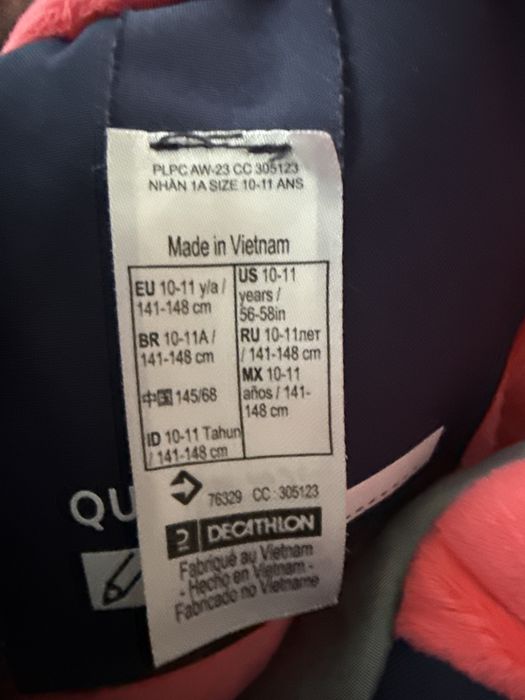 PLPC AW-23 CC 305123
NHÃN 1A SIZE 10-11 ANS
Made in Vietnam
EU 10-11 y/a /
141-148 cm
BR 10-11A /
141-148 cm
中国 145/68
ID 10-11 Tahun
/ 141-148 cm
US 10-11
years /
56-58in
RU 10-11лет
/ 141-148 cm
MX 10-11
años / 141-
148 cm
76329 CC : 305123
DECATHLON
Fabriqué au Vietnam
- Hecho en Vietnam -
Fabricado no Vietname
QU